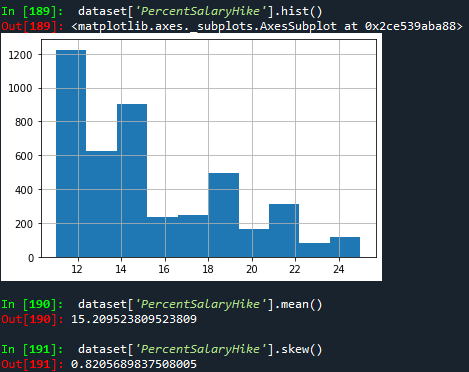 In [189]: dataset['PercentSalaryHike'].hist()
Out[189]: <matplotlib.axes._subplots.AxesSubplot at 0x2ce539aba88>
1200
1000
800
600
400
200
0
12 14 16 18 20 22 24
In [190]: dataset['PercentSalaryHike'].mean()
Out[190]: 15.209523809523809
In [191]: dataset['PercentSalaryHike'].skew()
Out[191]: 0.8205689837508005